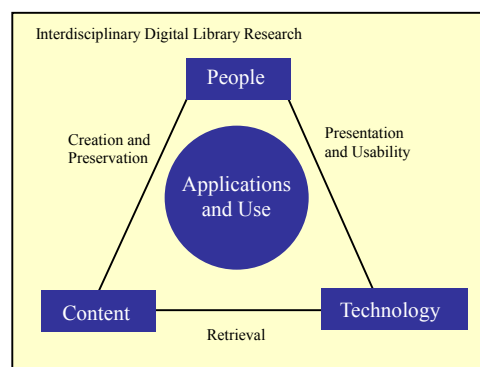 Interdisciplinary Digital Library Research
People
Creation and
Preservation
Presentation
and Usability
Applications
and Use
Content
Technology
Retrieval